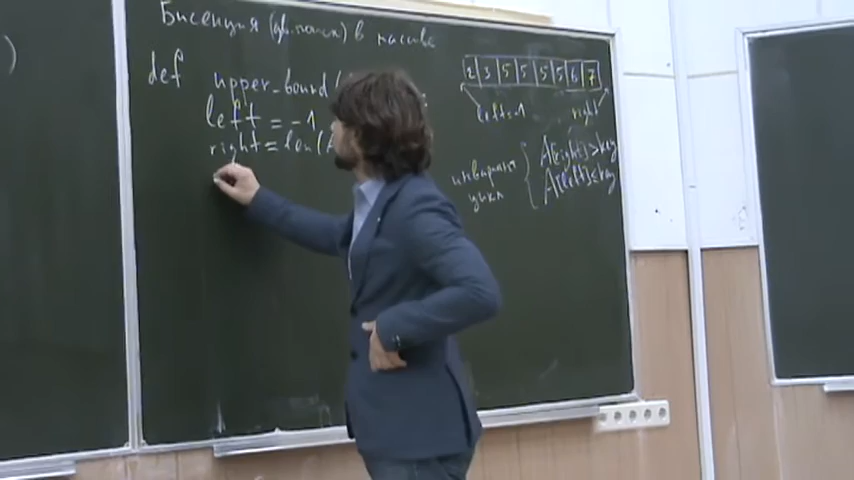 Бисекция (дв. поиск) в массиве
def upper_bound(
left = -1
right = len(A
2 3 5 5 5 5 6 7
left=-1 right
инвариант цикла
A[right]>key
A[left]≤key